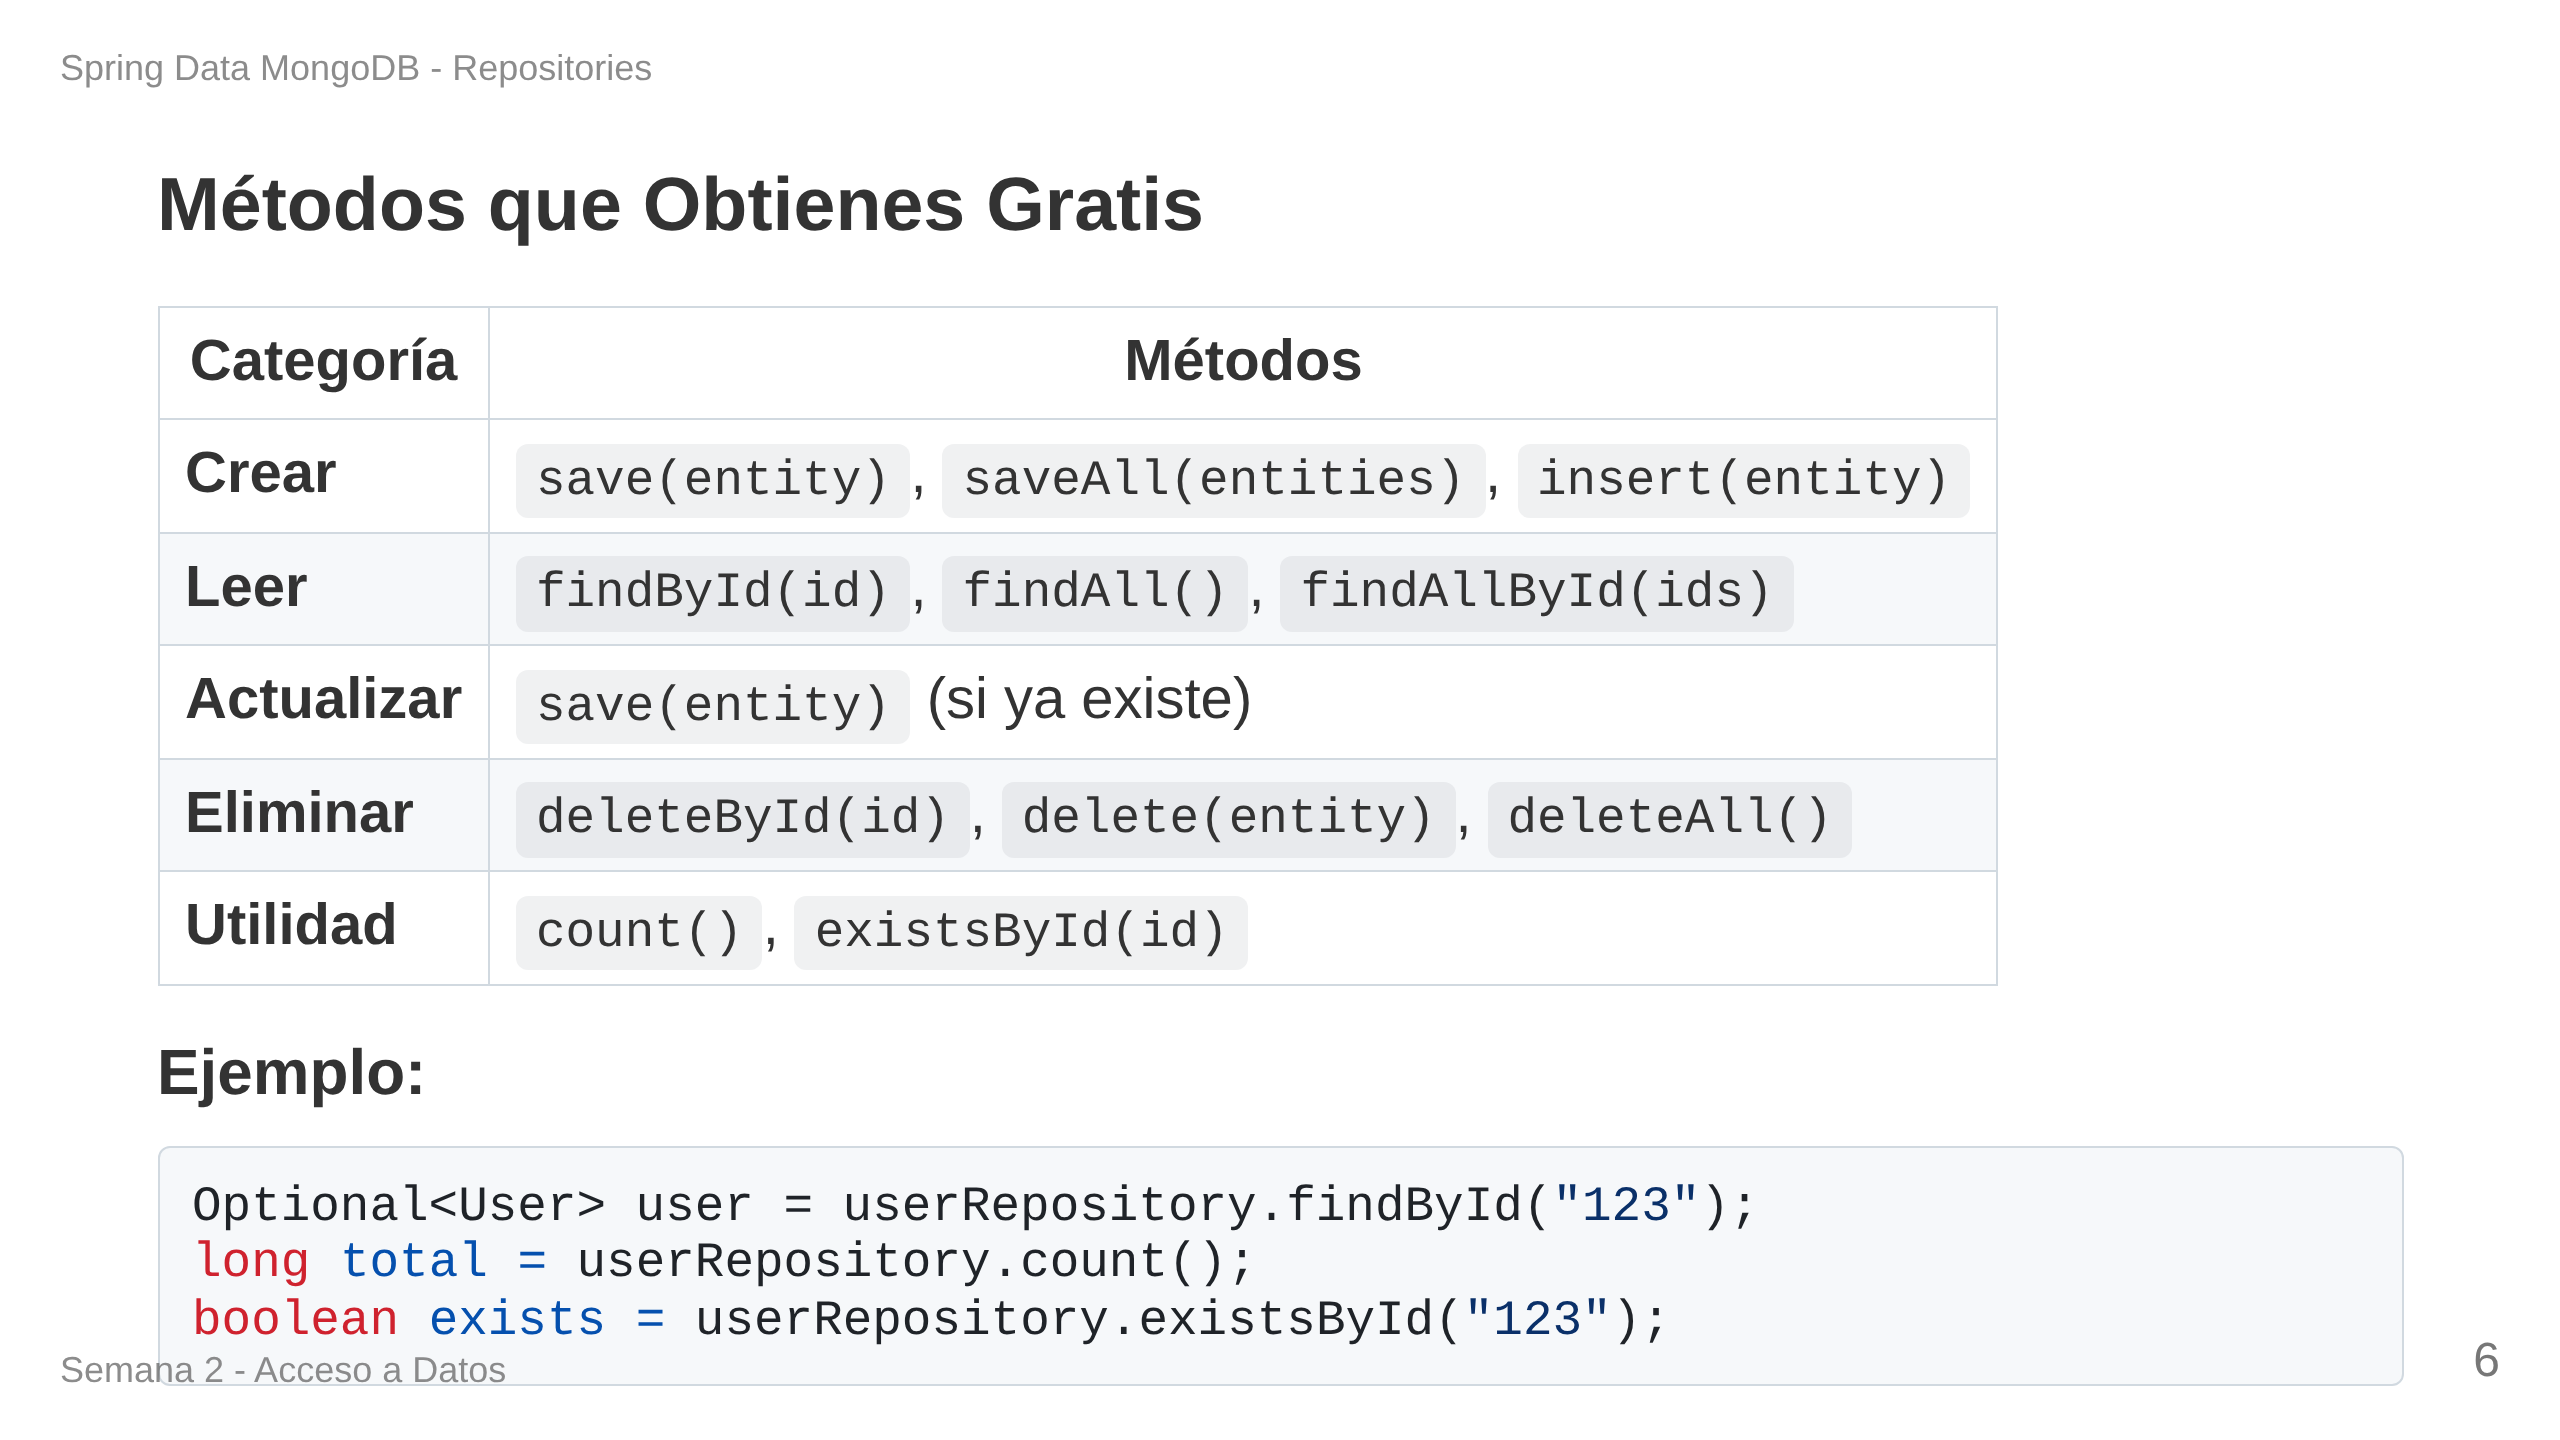 Spring Data MongoDB - Repositories
Métodos que Obtienes Gratis
Categoría Métodos
Crear save(entity), saveAll(entities), insert(entity)
Leer findById(id), findAll(), findAllById(ids)
Actualizar save(entity) (si ya existe)
Eliminar deleteById(id), delete(entity), deleteAll()
Utilidad count(), existsById(id)
Ejemplo:
Optional<User> user = userRepository.findById("123");
long total = userRepository.count();
boolean exists = userRepository.existsById("123");
Semana 2 - Acceso a Datos
6